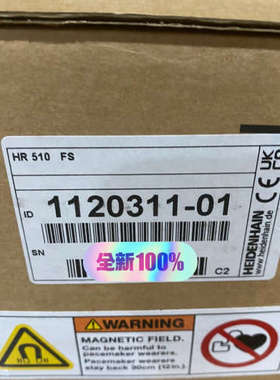 HR 510 FS
ID 1120311-01
SN
全新100%
C2
HEIDENHAIN
www.heidenhain.de
CE UK CA
WARNING
MAGNETIC FIELD.
Can be harmful to
pacemaker wearers.
Pacemaker wearers
stay back 30cm (12in.)